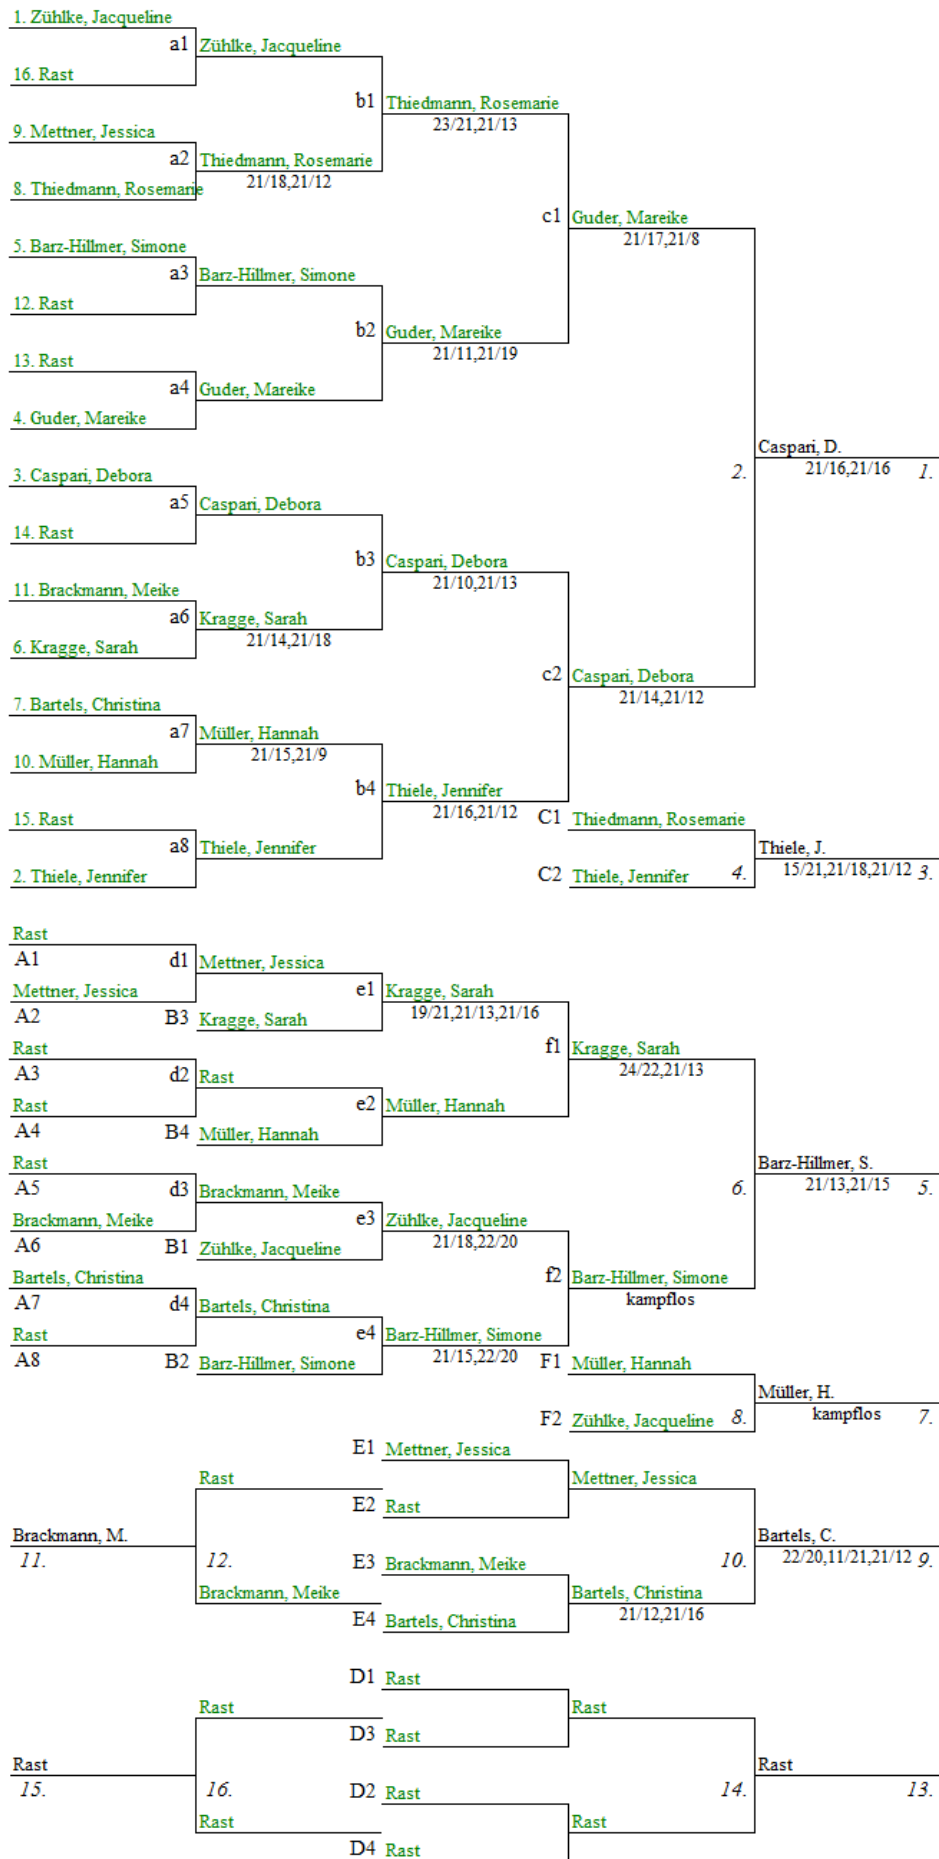 1. Zühlke, Jacqueline
a1 Zühlke, Jacqueline
16. Rast
b1 Thiedmann, Rosemarie
23/21,21/13
9. Mettner, Jessica
a2 Thiedmann, Rosemarie
21/18,21/12
8. Thiedmann, Rosemarie
c1 Guder, Mareike
21/17,21/8
5. Barz-Hillmer, Simone
a3 Barz-Hillmer, Simone
12. Rast
b2 Guder, Mareike
21/11,21/19
13. Rast
a4 Guder, Mareike
4. Guder, Mareike
Caspari, D.
2. 21/16,21/16 1.
3. Caspari, Debora
a5 Caspari, Debora
14. Rast
b3 Caspari, Debora
21/10,21/13
11. Brackmann, Meike
a6 Kragge, Sarah
21/14,21/18
6. Kragge, Sarah
c2 Caspari, Debora
21/14,21/12
7. Bartels, Christina
a7 Müller, Hannah
21/15,21/9
10. Müller, Hannah
b4 Thiele, Jennifer
21/16,21/12
15. Rast
C1 Thiedmann, Rosemarie
a8 Thiele, Jennifer
Thiele, J.
15/21,21/18,21/12 3.
2. Thiele, Jennifer
C2 Thiele, Jennifer 4.
Rast
A1 d1 Mettner, Jessica
Mettner, Jessica
e1 Kragge, Sarah
19/21,21/13,21/16
A2 B3 Kragge, Sarah
Rast
f1 Kragge, Sarah
24/22,21/13
A3 d2 Rast
Rast
e2 Müller, Hannah
A4 B4 Müller, Hannah
Rast
Barz-Hillmer, S.
A5 d3 Brackmann, Meike
6. 21/13,21/15 5.
Brackmann, Meike
e3 Zühlke, Jacqueline
21/18,22/20
A6 B1 Zühlke, Jacqueline
Bartels, Christina
f2 Barz-Hillmer, Simone
kampflos
A7 d4 Bartels, Christina
Rast
e4 Barz-Hillmer, Simone
21/15,22/20
A8 B2 Barz-Hillmer, Simone
F1 Müller, Hannah
Müller, H.
kampflos 7.
F2 Zühlke, Jacqueline 8.
E1 Mettner, Jessica
Rast
Mettner, Jessica
E2 Rast
Brackmann, M.
Bartels, C.
11. 12. 10. 22/20,11/21,21/12 9.
E3 Brackmann, Meike
Brackmann, Meike
Bartels, Christina
21/12,21/16
E4 Bartels, Christina
D1 Rast
Rast
Rast
D3 Rast
Rast
Rast
15. 16. 14. 13.
D2 Rast
Rast
Rast
D4 Rast